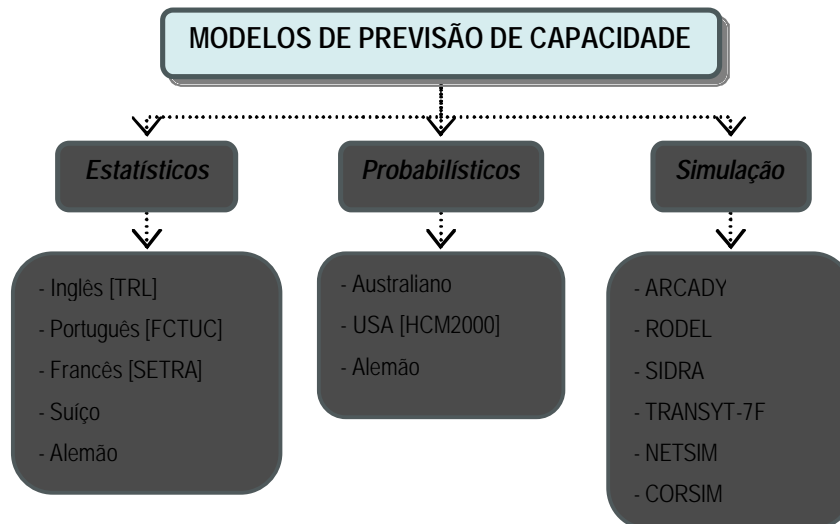 MODELOS DE PREVISÃO DE CAPACIDADE
Estatísticos
Probabilísticos
Simulação
- Inglês [TRL]
- Português [FCTUC]
- Francês [SETRA]
- Suíço
- Alemão
- Australiano
- USA [HCM2000]
- Alemão
- ARCADY
- RODEL
- SIDRA
- TRANSYT-7F
- NETSIM
- CORSIM